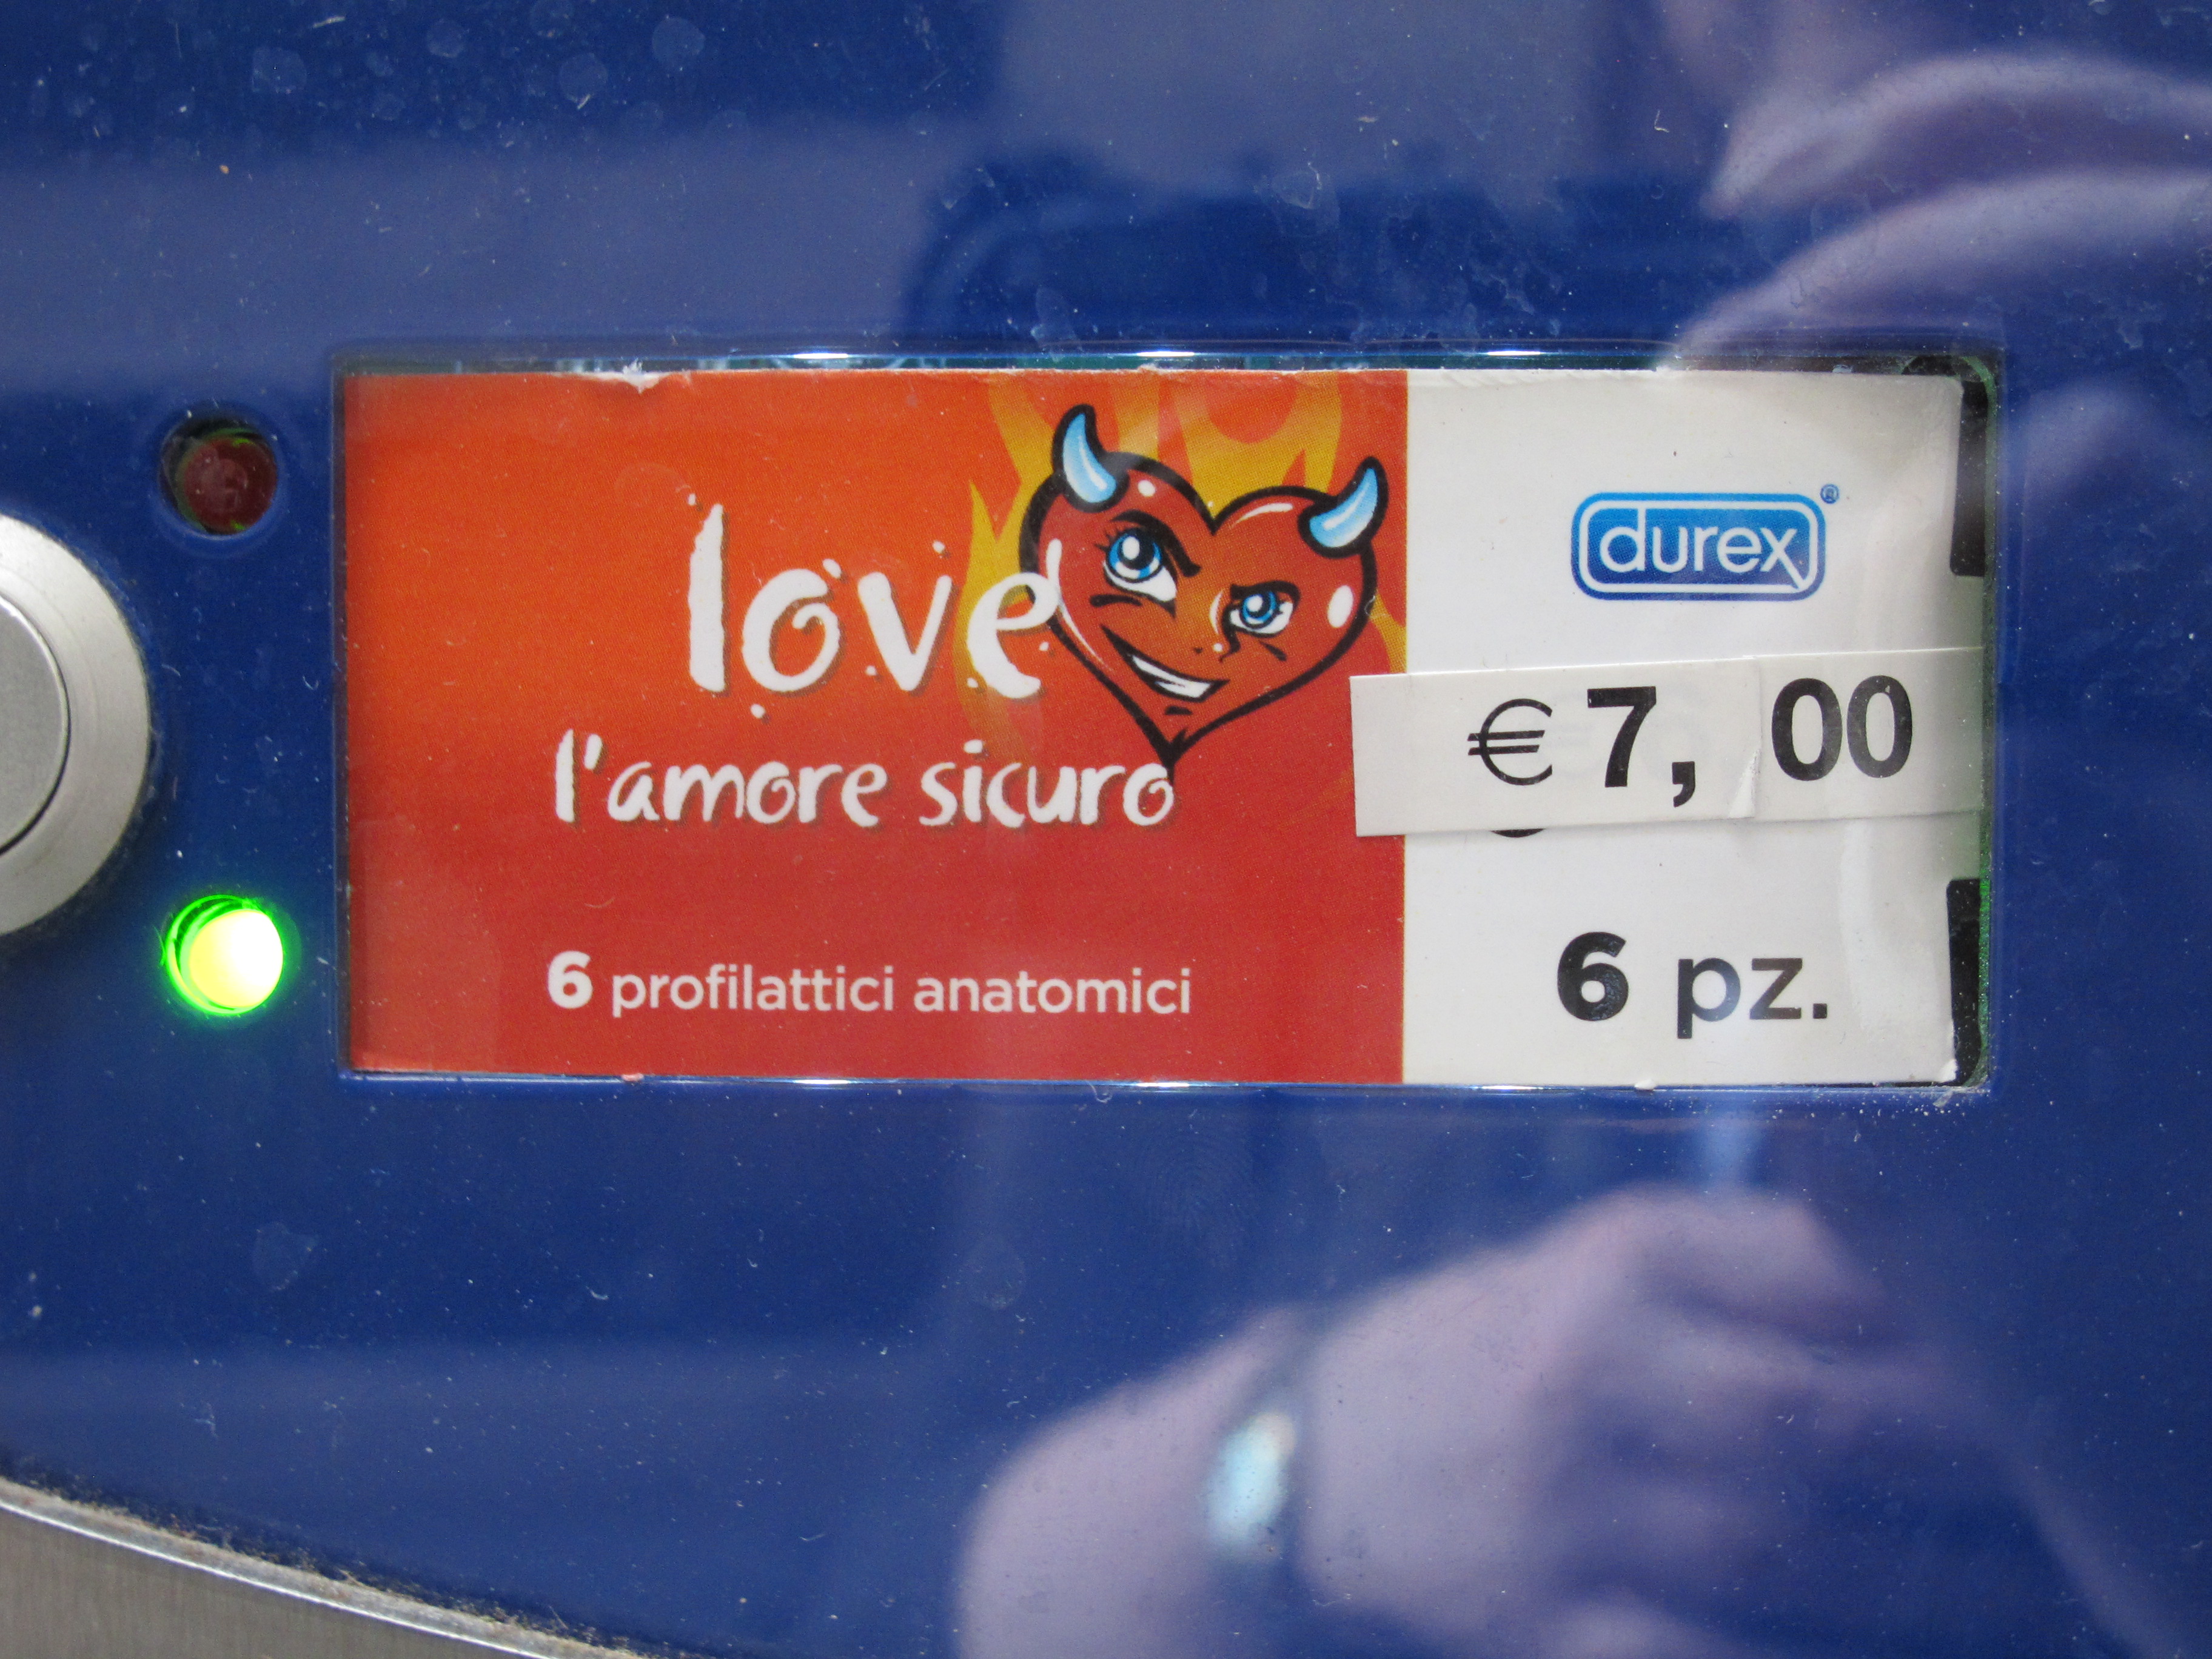 love
l'amore sicuro
6 profilattici anatomici
durex®
€7,00
6 pz.